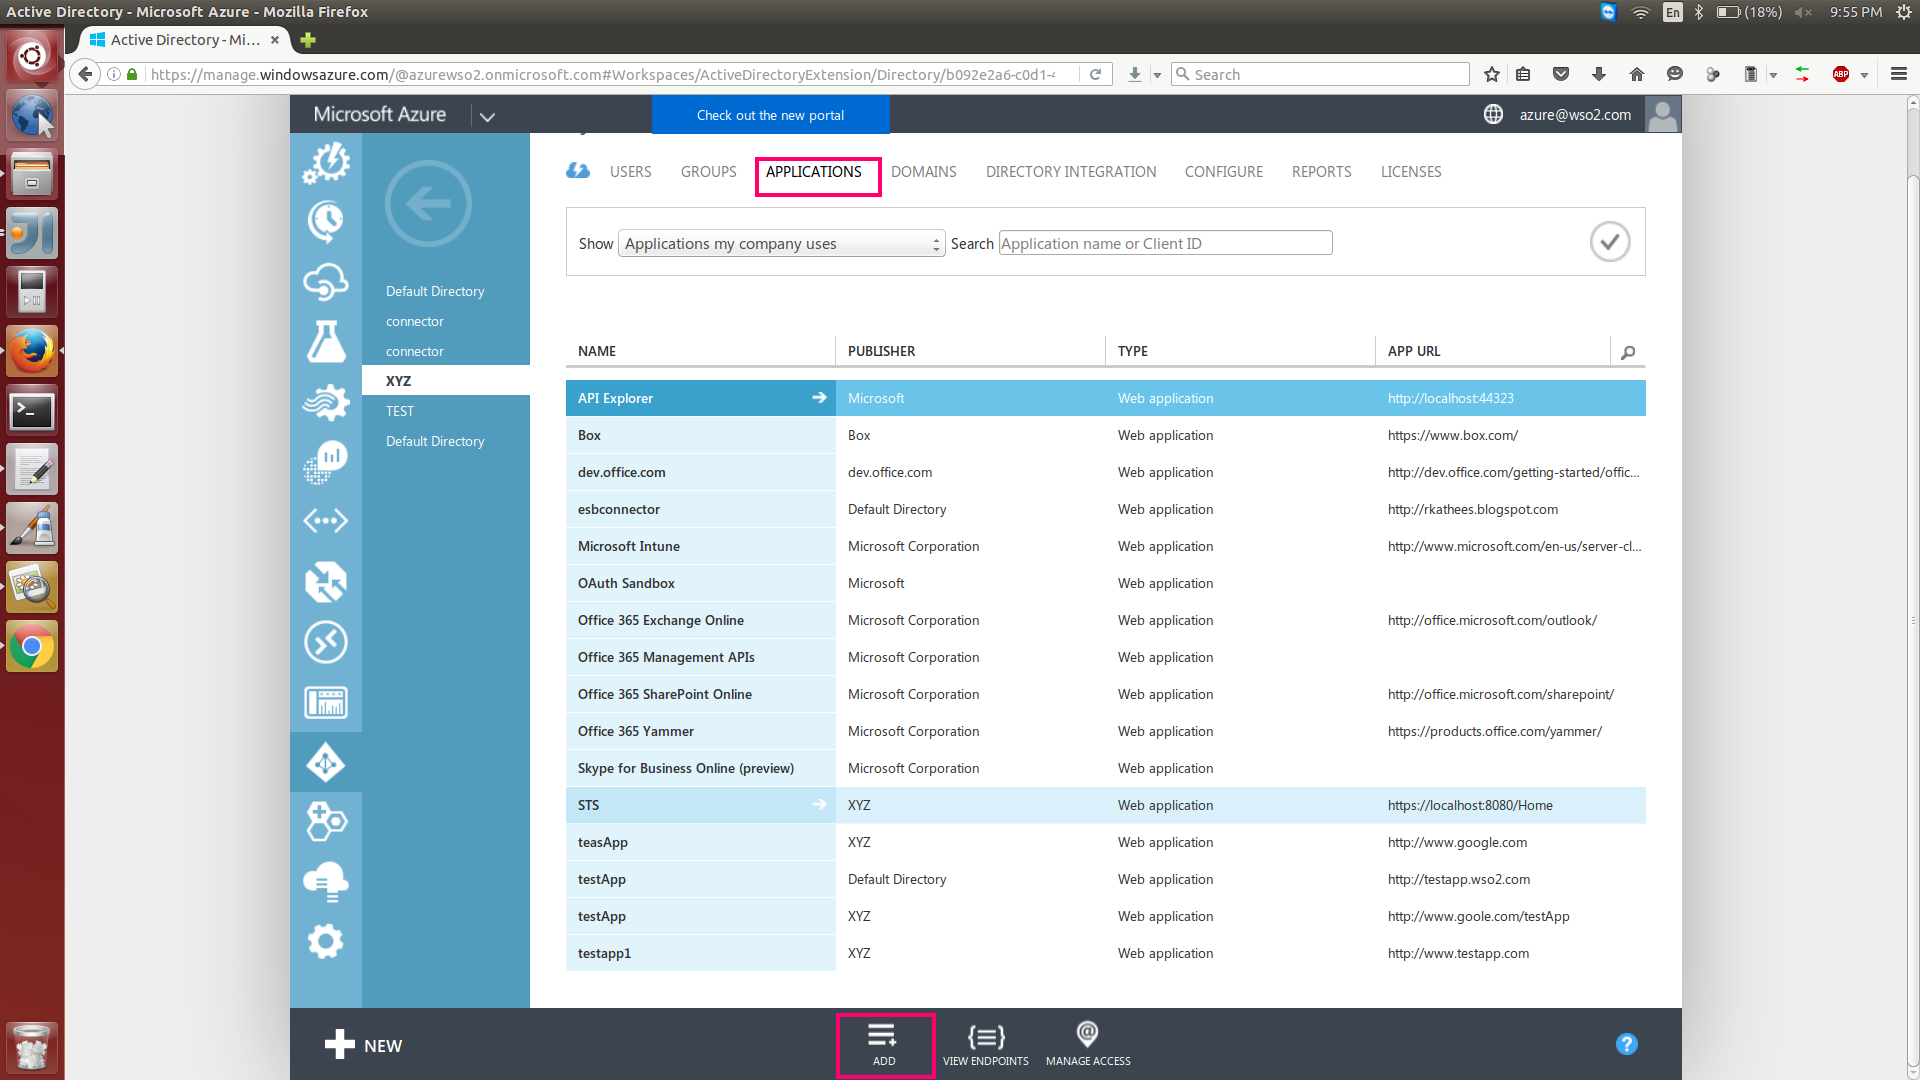 Active Directory - Microsoft Azure - Mozilla Firefox
En (18%) 9:55 PM
Active Directory - Mi...
https://manage.windowsazure.com/@azurewso2.onmicrosoft.com#Workspaces/ActiveDirectoryExtension/Directory/b092e2a6-c0d1-4
Search
ABP
Microsoft Azure
Check out the new portal
azure@wso2.com
USERS GROUPS APPLICATIONS DOMAINS DIRECTORY INTEGRATION CONFIGURE REPORTS LICENSES
Show Applications my company uses Search Application name or Client ID
Default Directory
connector
connector
XYZ
TEST
Default Directory
NAME PUBLISHER TYPE APP URL
API Explorer Microsoft Web application http://localhost:44323
Box Box Web application https://www.box.com/
dev.office.com dev.office.com Web application http://dev.office.com/getting-started/offic...
esbconnector Default Directory Web application http://rkathees.blogspot.com
Microsoft Intune Microsoft Corporation Web application http://www.microsoft.com/en-us/server-cl...
OAuth Sandbox Microsoft Web application
Office 365 Exchange Online Microsoft Corporation Web application http://office.microsoft.com/outlook/
Office 365 Management APIs Microsoft Corporation Web application
Office 365 SharePoint Online Microsoft Corporation Web application http://office.microsoft.com/sharepoint/
Office 365 Yammer Microsoft Corporation Web application https://products.office.com/yammer/
Skype for Business Online (preview) Microsoft Corporation Web application
STS XYZ Web application https://localhost:8080/Home
teasApp XYZ Web application http://www.google.com
testApp Default Directory Web application http://testapp.wso2.com
testApp XYZ Web application http://www.goole.com/testApp
testapp1 XYZ Web application http://www.testapp.com
NEW
ADD VIEW ENDPOINTS MANAGE ACCESS
?